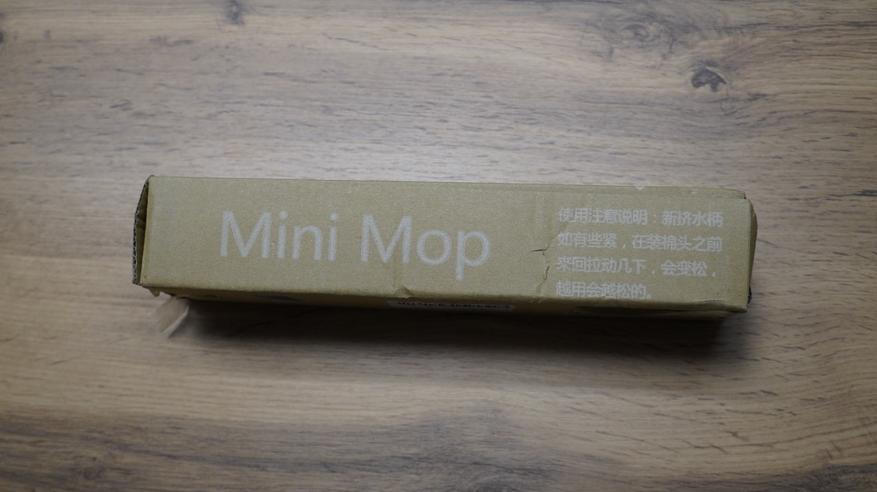 Mini Mop
使用注意说明：新挤水柄
如有些紧，在装棉头之前
来回拉动几下，会变松，
越用会越松的。